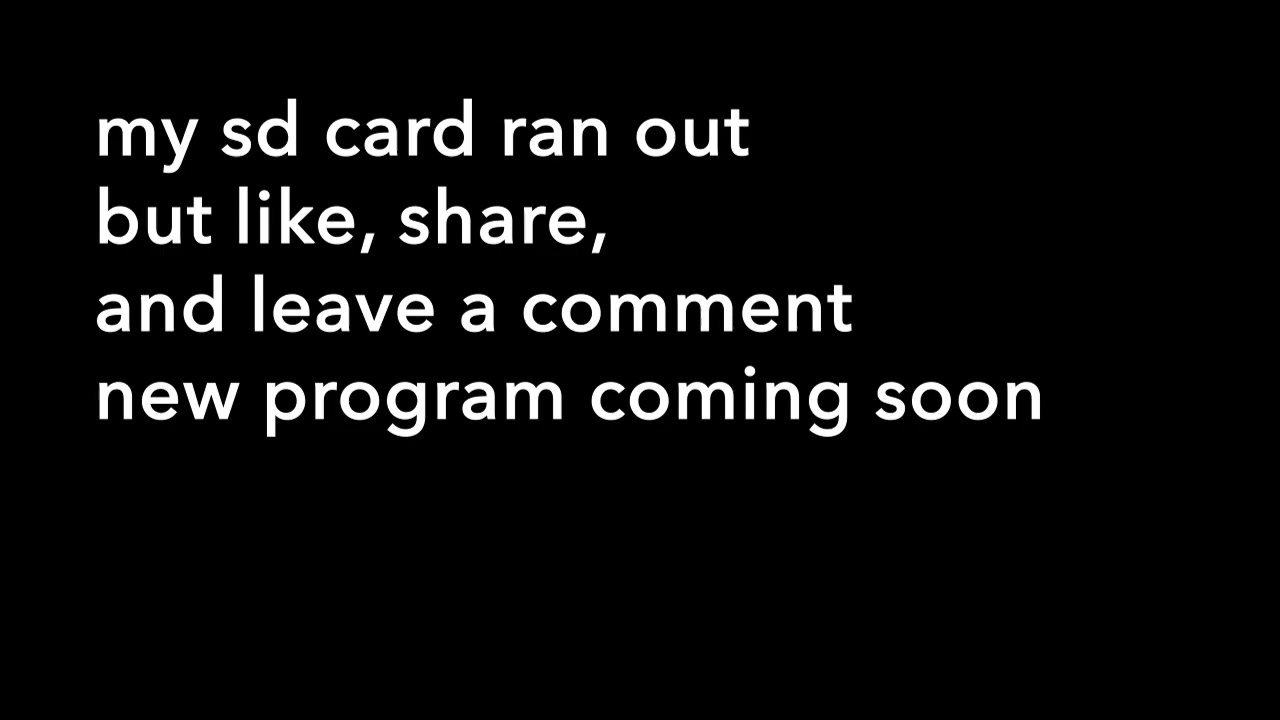 my sd card ran out
but like, share,
and leave a comment
new program coming soon